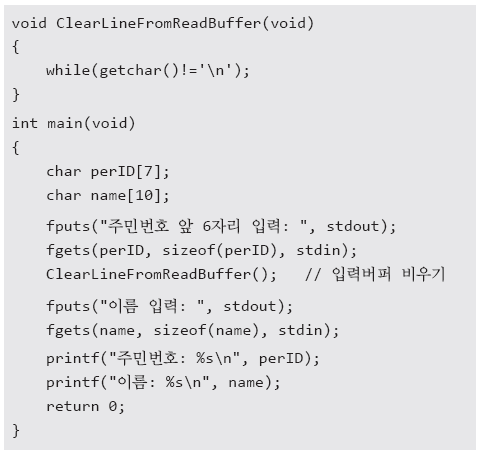 void ClearLineFromReadBuffer(void)
{
    while(getchar()!='\n');
}
int main(void)
{
    char perID[7];
    char name[10];
    fputs("주민번호 앞 6자리 입력: ", stdout);
    fgets(perID, sizeof(perID), stdin);
    ClearLineFromReadBuffer();   // 입력버퍼 비우기
    fputs("이름 입력: ", stdout);
    fgets(name, sizeof(name), stdin);
    printf("주민번호: %s\n", perID);
    printf("이름: %s\n", name);
    return 0;
}